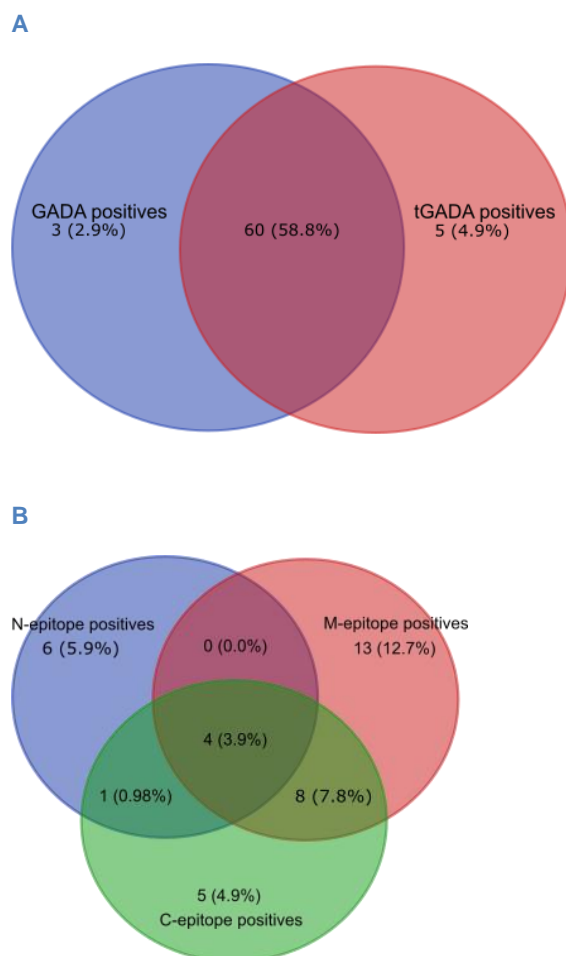 A
GADA positives
3 (2.9%)
60 (58.8%)
tGADA positives
5 (4.9%)
B
N-epitope positives
6 (5.9%)
0 (0.0%)
M-epitope positives
13 (12.7%)
4 (3.9%)
1 (0.98%)
8 (7.8%)
5 (4.9%)
C-epitope positives